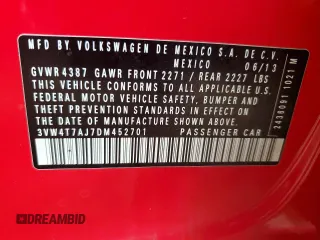 MFD BY VOLKSWAGEN DE MEXICO S.A. DE C.V.
MEXICO 06/13
GVWR 4387 GAWR FRONT 2271 / REAR 2227 LBS
THIS VEHICLE CONFORMS TO ALL APPLICABLE U.S.
FEDERAL MOTOR VEHICLE SAFETY, BUMPER, AND
THEFT PREVENTION STANDARDS IN EFFECT ON
THE DATE OF MANUFACTURE SHOWN ABOVE.
3VW4T7AJ7DM452701 PASSENGER CAR
2438091 1021 M
DREAMBID